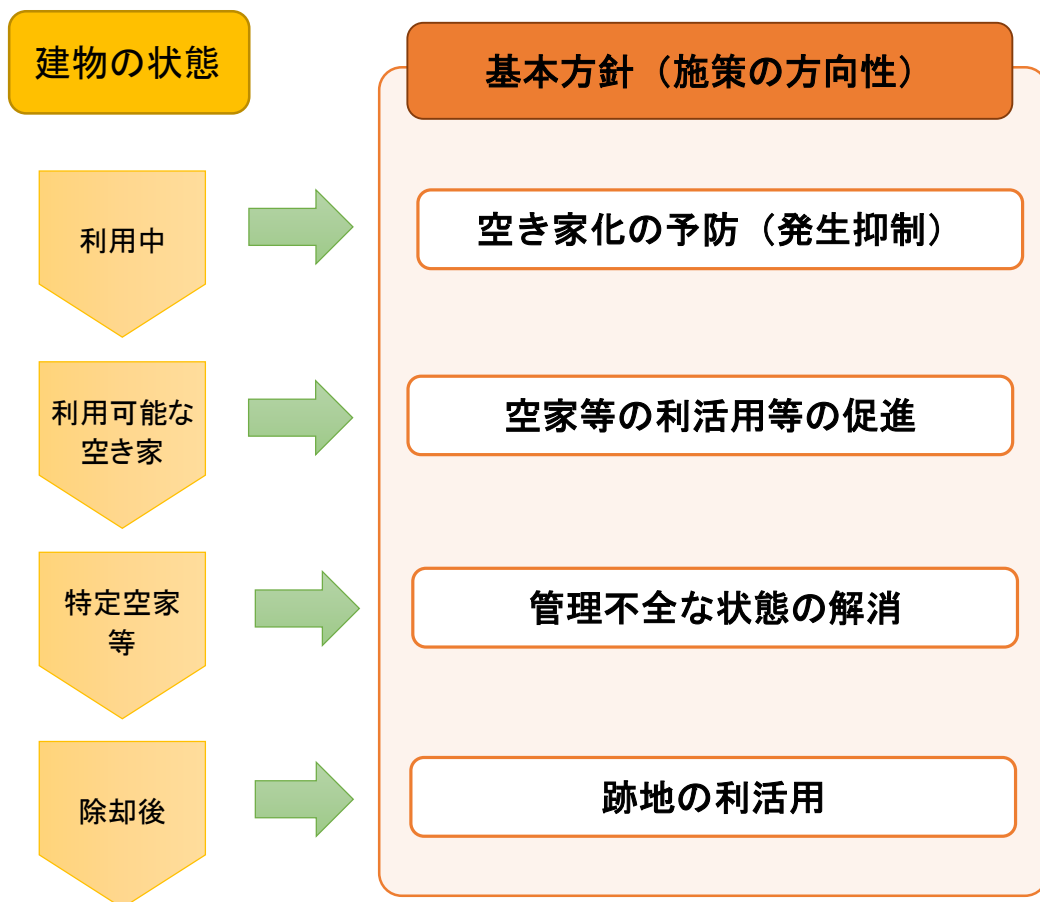 建物の状態
基本方針（施策の方向性）
利用中
空き家化の予防（発生抑制）
利用可能な
空き家
空家等の利活用等の促進
特定空家
等
管理不全な状態の解消
除却後
跡地の利活用